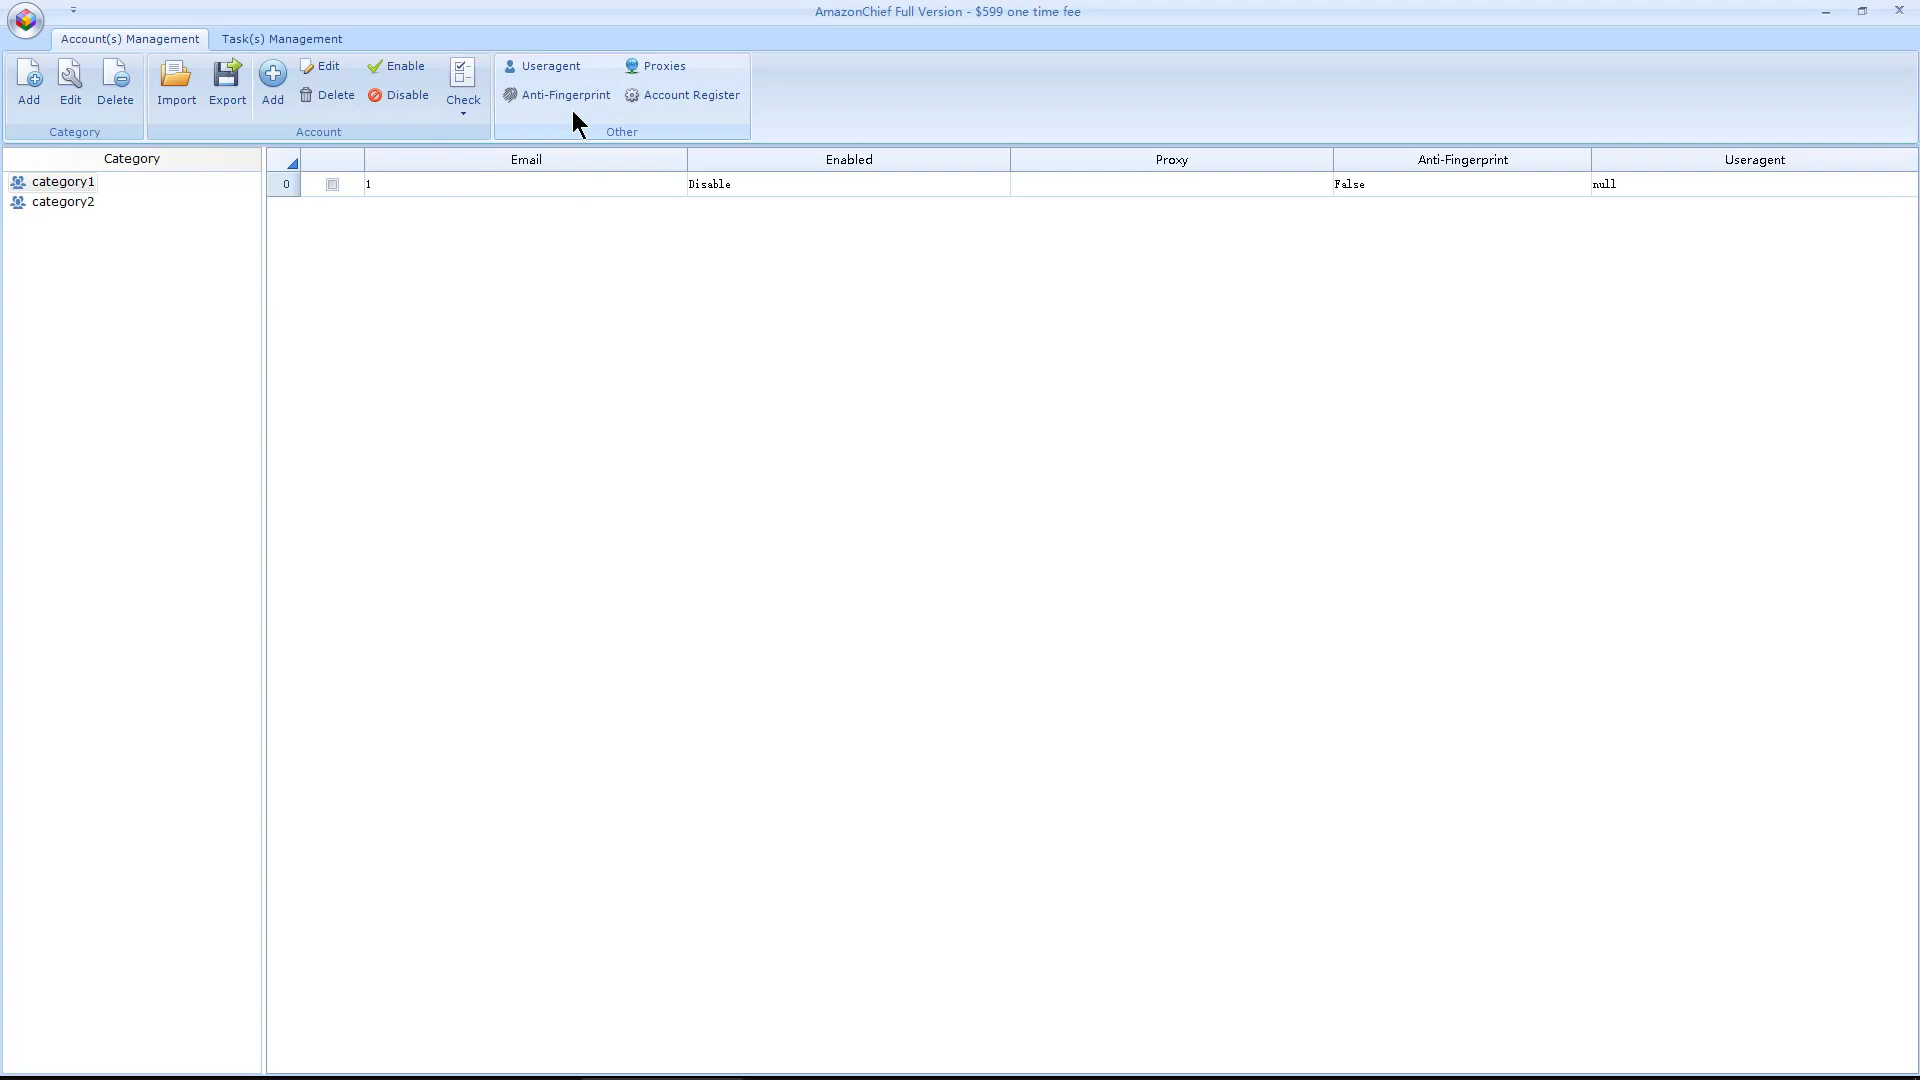 AmazonChief Full Version - $599 one time fee
Account(s) Management Task(s) Management
Add Edit Delete Import Export Add Edit Delete Enable Disable Check Useragent Anti-Fingerprint Proxies Account Register
Category Account Other
Category Email Enabled Proxy Anti-Fingerprint Useragent
category1 0 1 Disable False null
category2